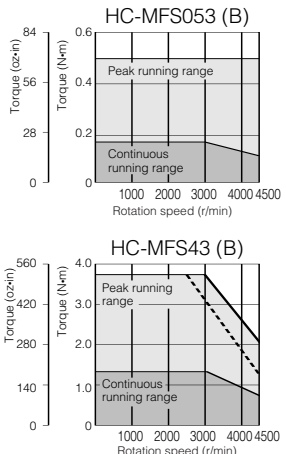 HC-MFS053 (B)
Torque (oz•in)
Torque (N•m)
84
56
28
0
0.6
0.4
0.2
0
Peak running range
Continuous
running range
1000 2000 3000 4000 4500
Rotation speed (r/min)
HC-MFS43 (B)
Torque (oz•in)
Torque (N•m)
560
420
280
140
0
4.0
3.0
2.0
1.0
0
Peak running
range
Continuous
running range
1000 2000 3000 4000 4500
Rotation speed (r/min)